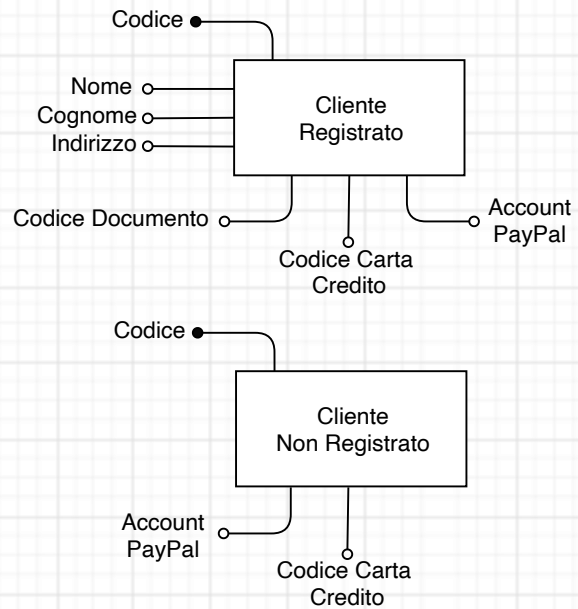 Codice
Nome
Cognome
Indirizzo
Cliente
Registrato
Codice Documento
Codice Carta
Credito
Account
PayPal
Codice
Cliente
Non Registrato
Account
PayPal
Codice Carta
Credito